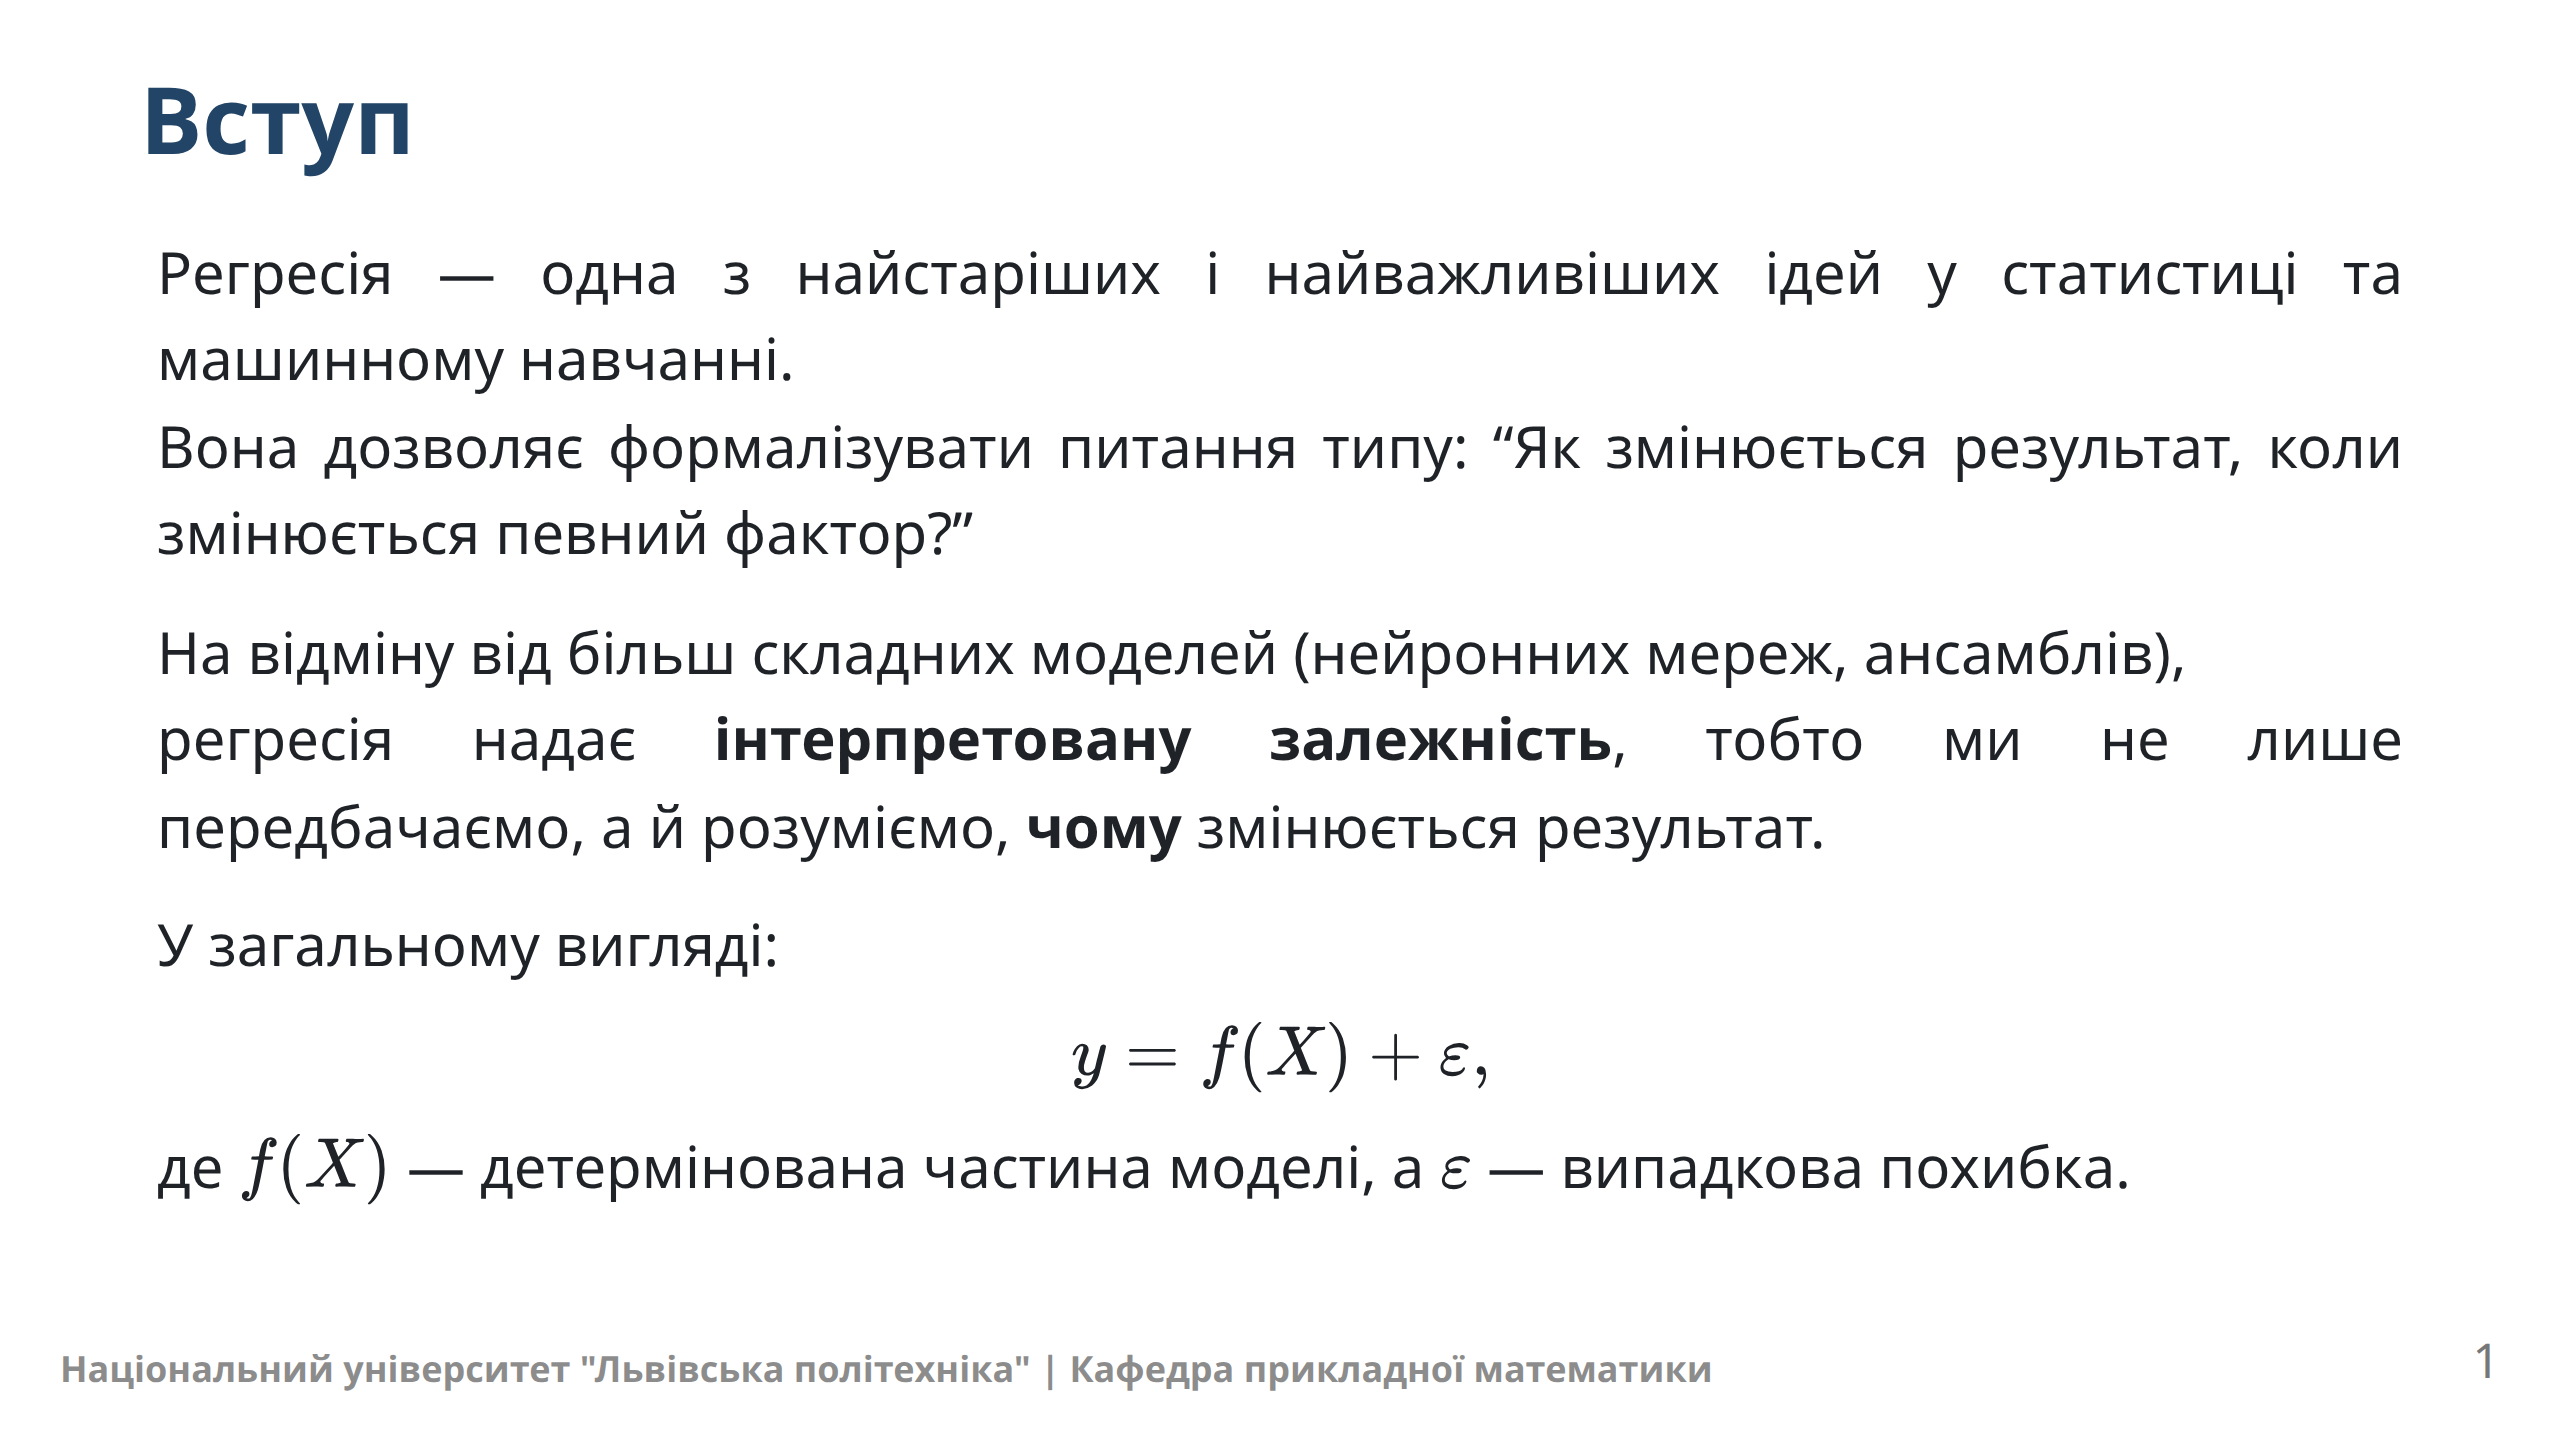 Вступ
Регресія — одна з найстаріших і найважливіших ідей у статистиці та
машинному навчанні.
Вона дозволяє формалізувати питання типу: “Як змінюється результат, коли
змінюється певний фактор?”
На відміну від більш складних моделей (нейронних мереж, ансамблів),
регресія надає інтерпретовану залежність, тобто ми не лише
передбачаємо, а й розуміємо, чому змінюється результат.
У загальному вигляді:
y = f(X) + ε,
де f(X) — детермінована частина моделі, а ε — випадкова похибка.
Національний університет "Львівська політехніка" | Кафедра прикладної математики
1